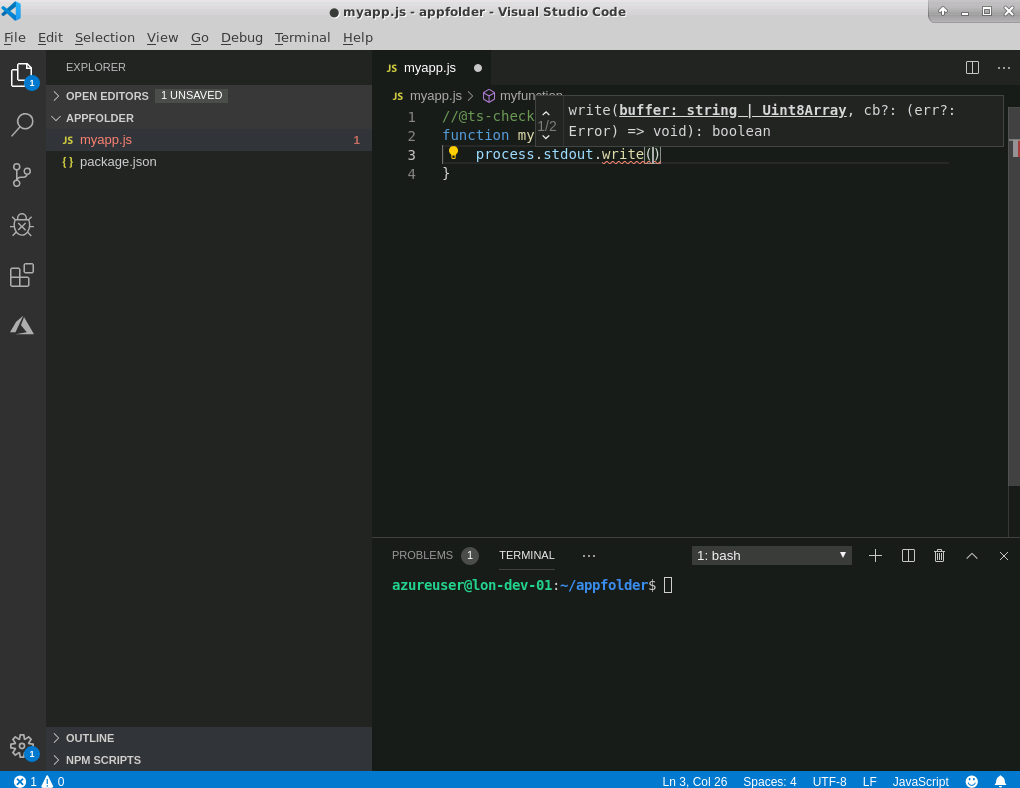 ● myapp.js - appfolder - Visual Studio Code
File Edit Selection View Go Debug Terminal Help
EXPLORER
1
OPEN EDITORS 1 UNSAVED
APPFOLDER
JS myapp.js 1
{} package.json
OUTLINE
NPM SCRIPTS
1
JS myapp.js ●
JS myapp.js > myfunction
1/2
write(buffer: string | Uint8Array, cb?: (err?:
Error) => void): boolean
1 //@ts-check
2 function my
3 process.stdout.write()
4 }
PROBLEMS 1 TERMINAL ···
1: bash
azureuser@lon-dev-01:~/appfolder$
1 0
Ln 3, Col 26 Spaces: 4 UTF-8 LF JavaScript